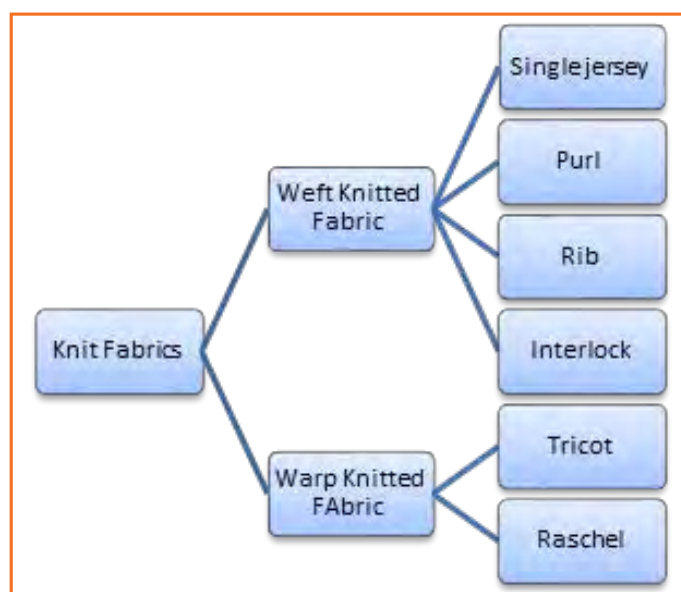 Knit Fabrics
Weft Knitted
Fabric
Warp Knitted
FAbric
Single jersey
Purl
Rib
Interlock
Tricot
Raschel